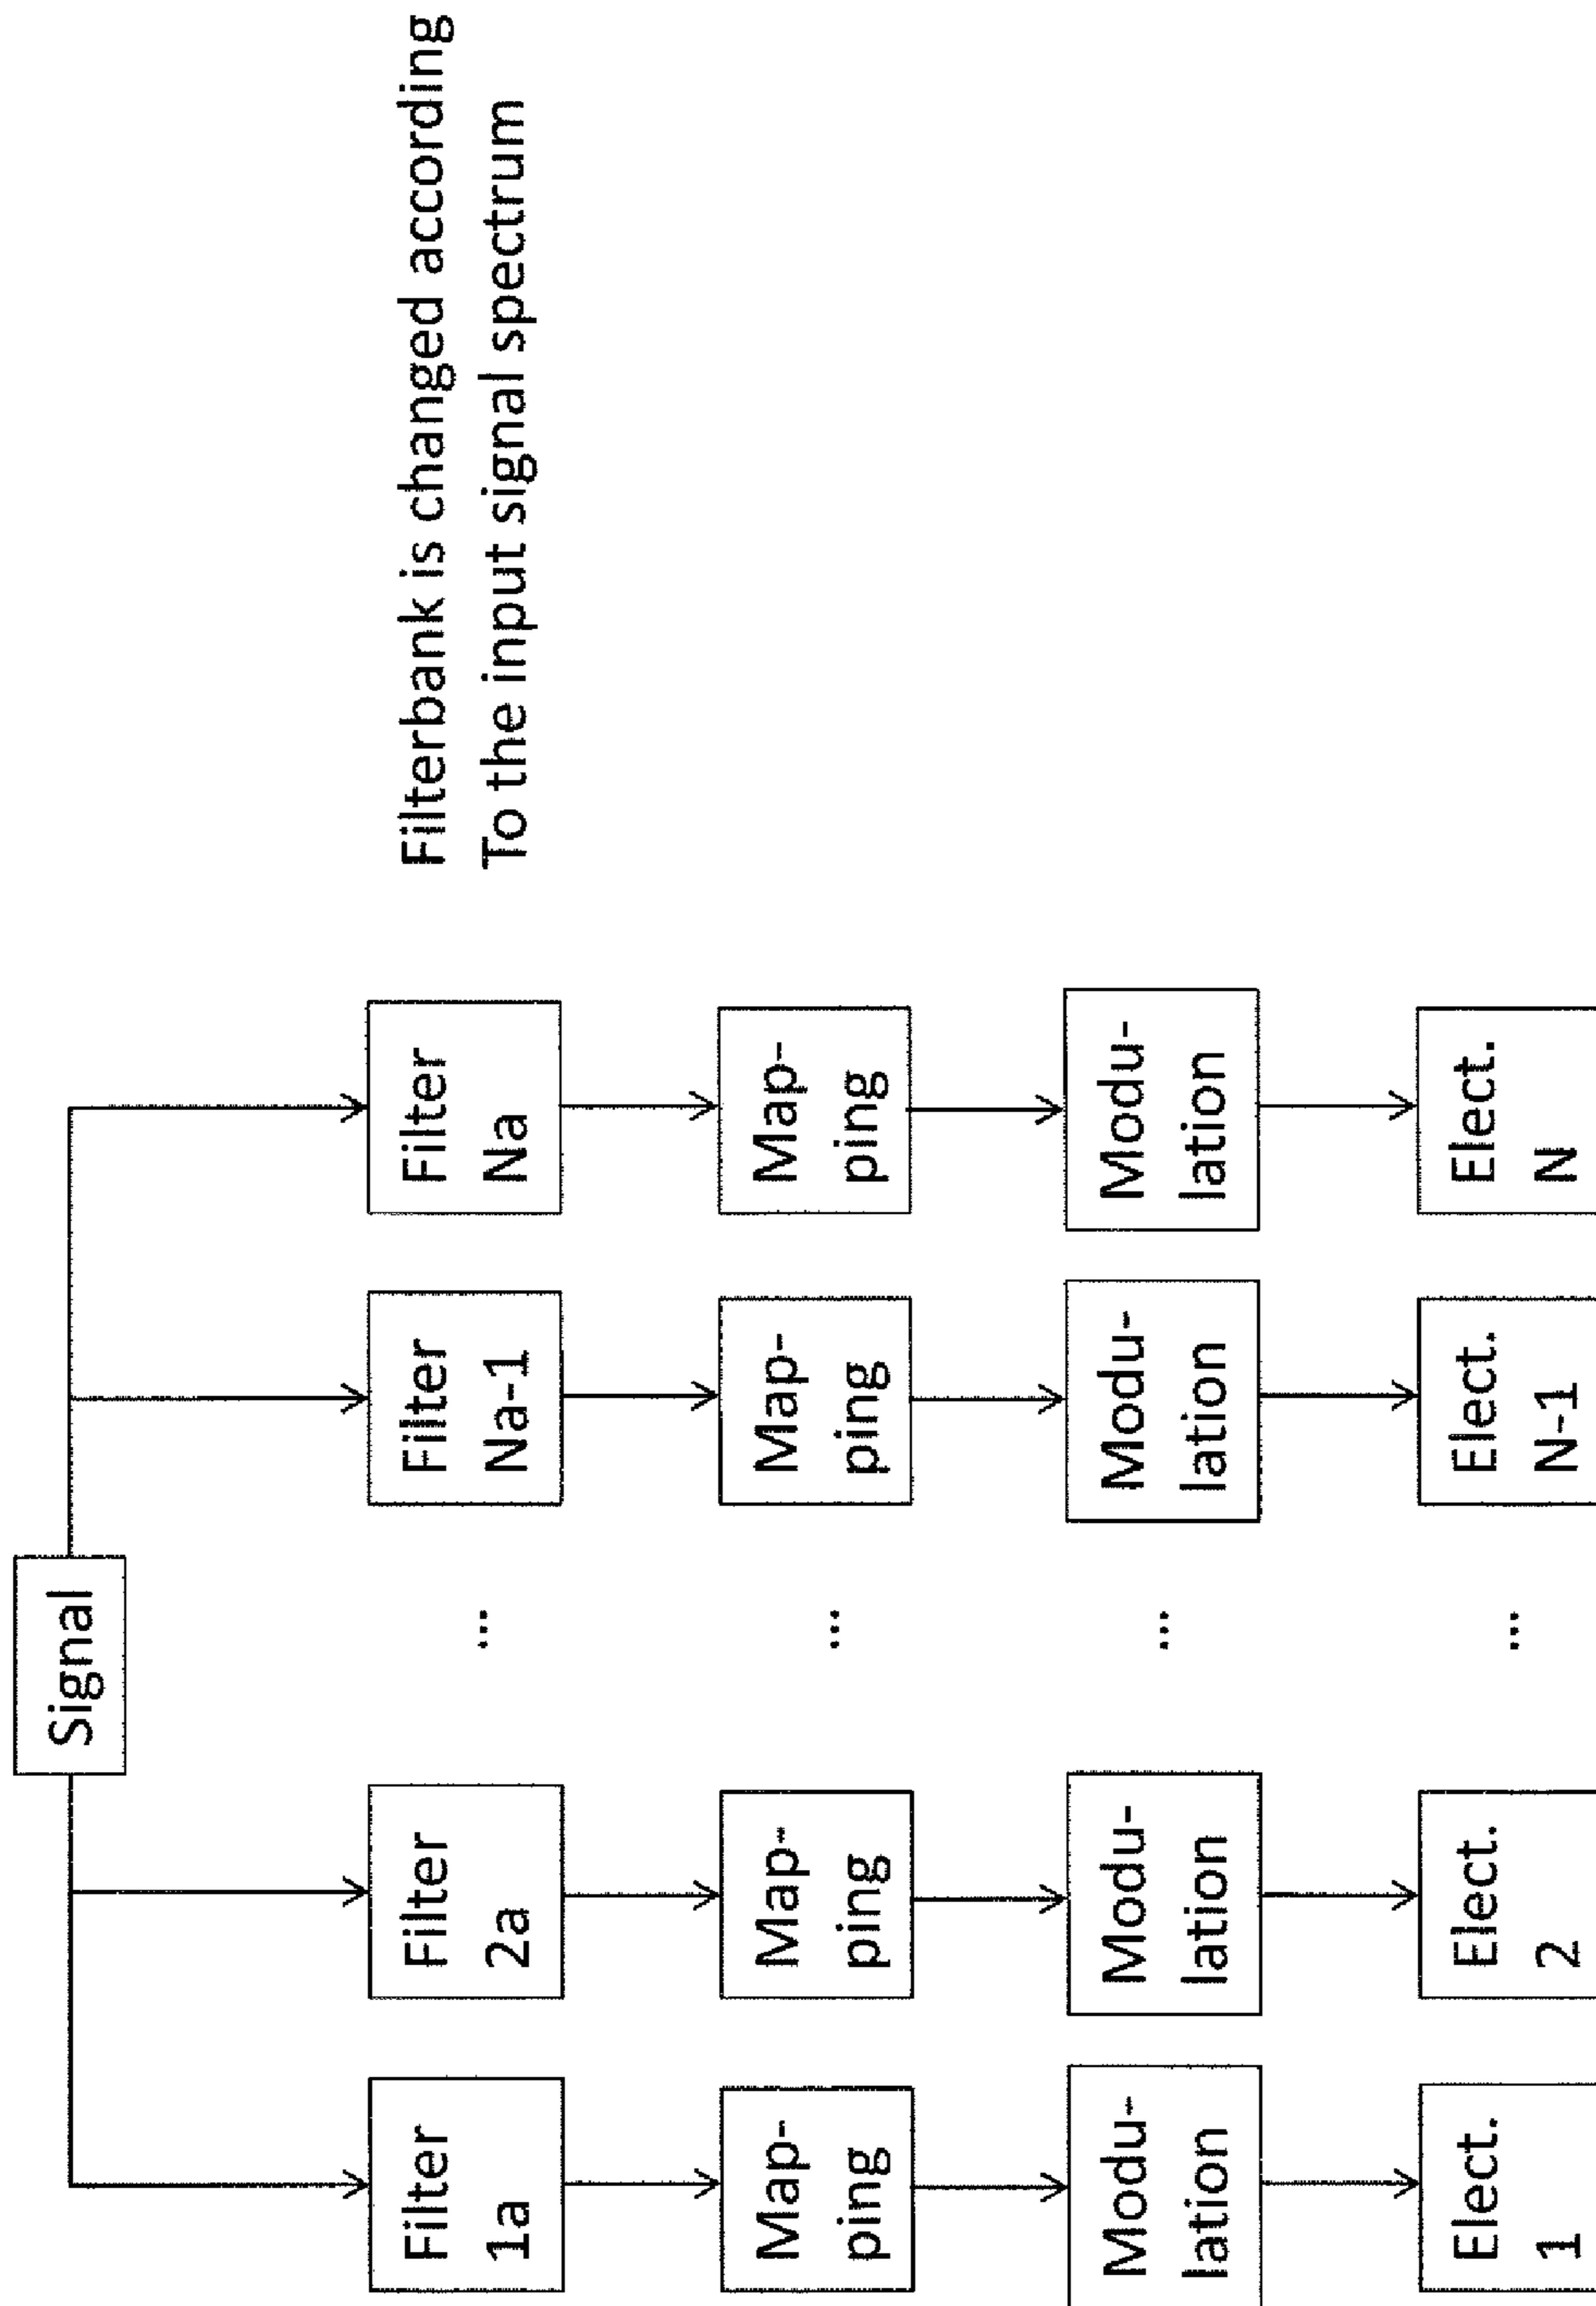 Signal
Filter
1a
Filter
2a
...
Filter
Na-1
Filter
Na
Filterbank is changed according
To the input signal spectrum
Map-
ping
Map-
ping
...
Map-
ping
Map-
ping
Modu-
lation
Modu-
lation
...
Modu-
lation
Modu-
lation
Elect.
1
Elect.
2
...
Elect.
N-1
Elect.
N